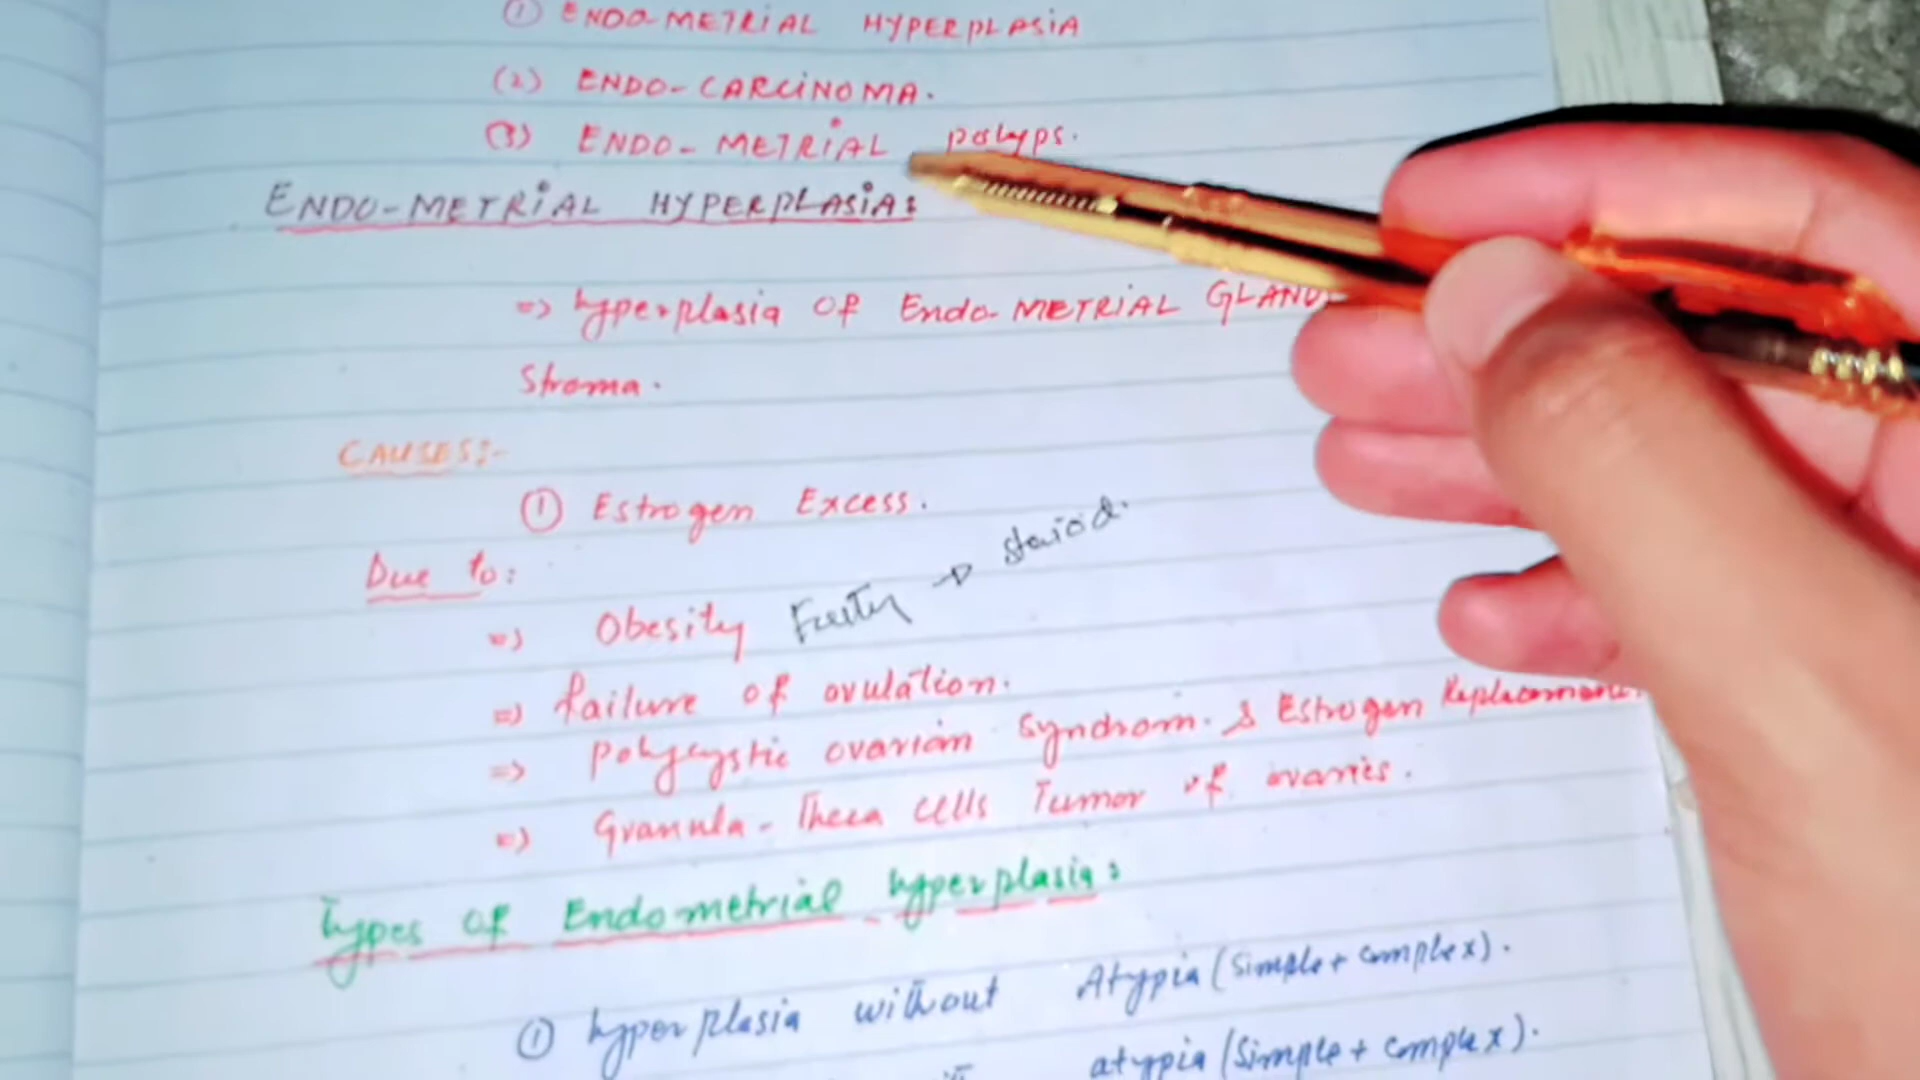 ① ENDO-METRIAL HYPERPLASIA
(2) ENDO-CARCINOMA.
(3) ENDO-METRIAL polyps.
ENDO-METRIAL HYPERPLASIA:
=> hyperplasia OF Endo-METRIAL GLAND
Stroma.
CAUSES:-
① Estrogen Excess.
Due to:
=> Obesity → steriod.
=> failure of ovulation.
=> polycystic ovarian Syndrom. & Estrogen Replacement.
=> Granula-Theca cells Tumor of ovaries.
Types OF Endometrial hyperplasia:
① hyperplasia without Atypia (simple + complex).
atypia (Simple + complex).